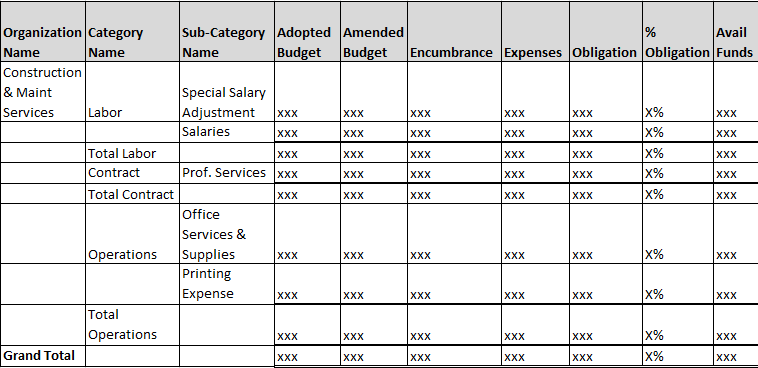 Organization Name Category Name Sub-Category Name Adopted Budget Amended Budget Encumbrance Expenses Obligation % Obligation Avail Funds
Construction & Maint Services Labor Special Salary Adjustment xxx xxx xxx xxx xxx X% xxx
Salaries xxx xxx xxx xxx xxx X% xxx
Total Labor xxx xxx xxx xxx xxx X% xxx
Contract Prof. Services xxx xxx xxx xxx xxx X% xxx
Total Contract xxx xxx xxx xxx xxx X% xxx
Operations Office Services & Supplies xxx xxx xxx xxx xxx X% xxx
Printing Expense xxx xxx xxx xxx xxx X% xxx
Total Operations xxx xxx xxx xxx xxx X% xxx
Grand Total xxx xxx xxx xxx xxx X% xxx